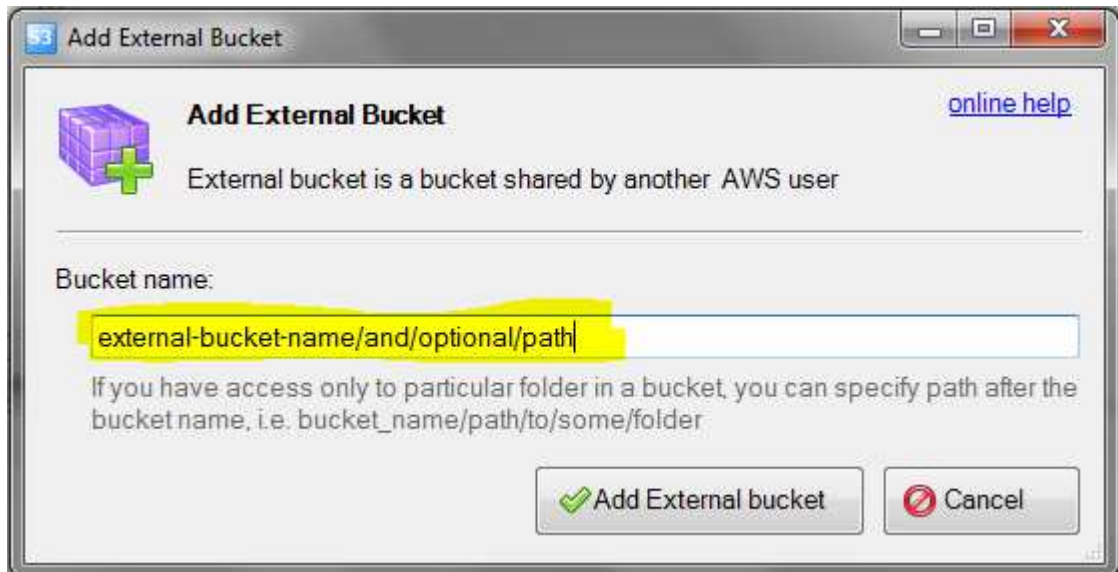 S3 Add External Bucket
Add External Bucket
online help
External bucket is a bucket shared by another AWS user
Bucket name:
external-bucket-name/and/optional/path
If you have access only to particular folder in a bucket, you can specify path after the
bucket name, i.e. bucket_name/path/to/some/folder
Add External bucket
Cancel